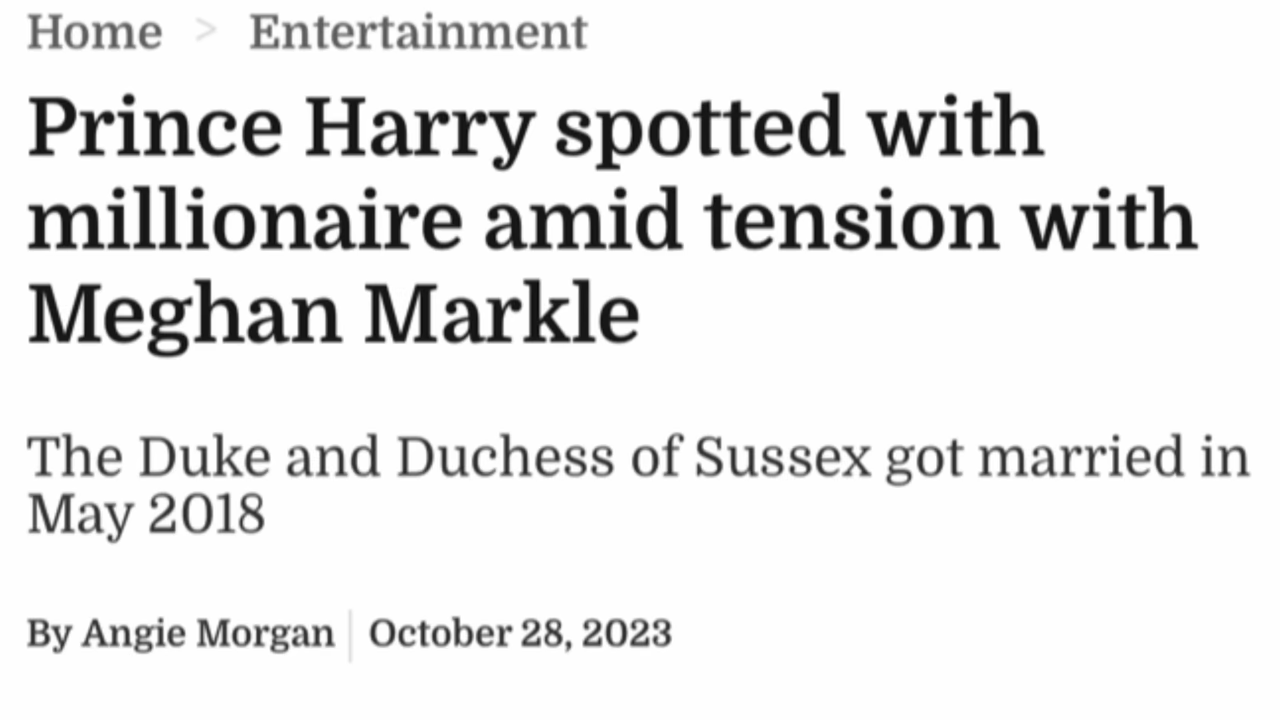 Home > Entertainment
Prince Harry spotted with
millionaire amid tension with
Meghan Markle
The Duke and Duchess of Sussex got married in
May 2018
By Angie Morgan | October 28, 2023